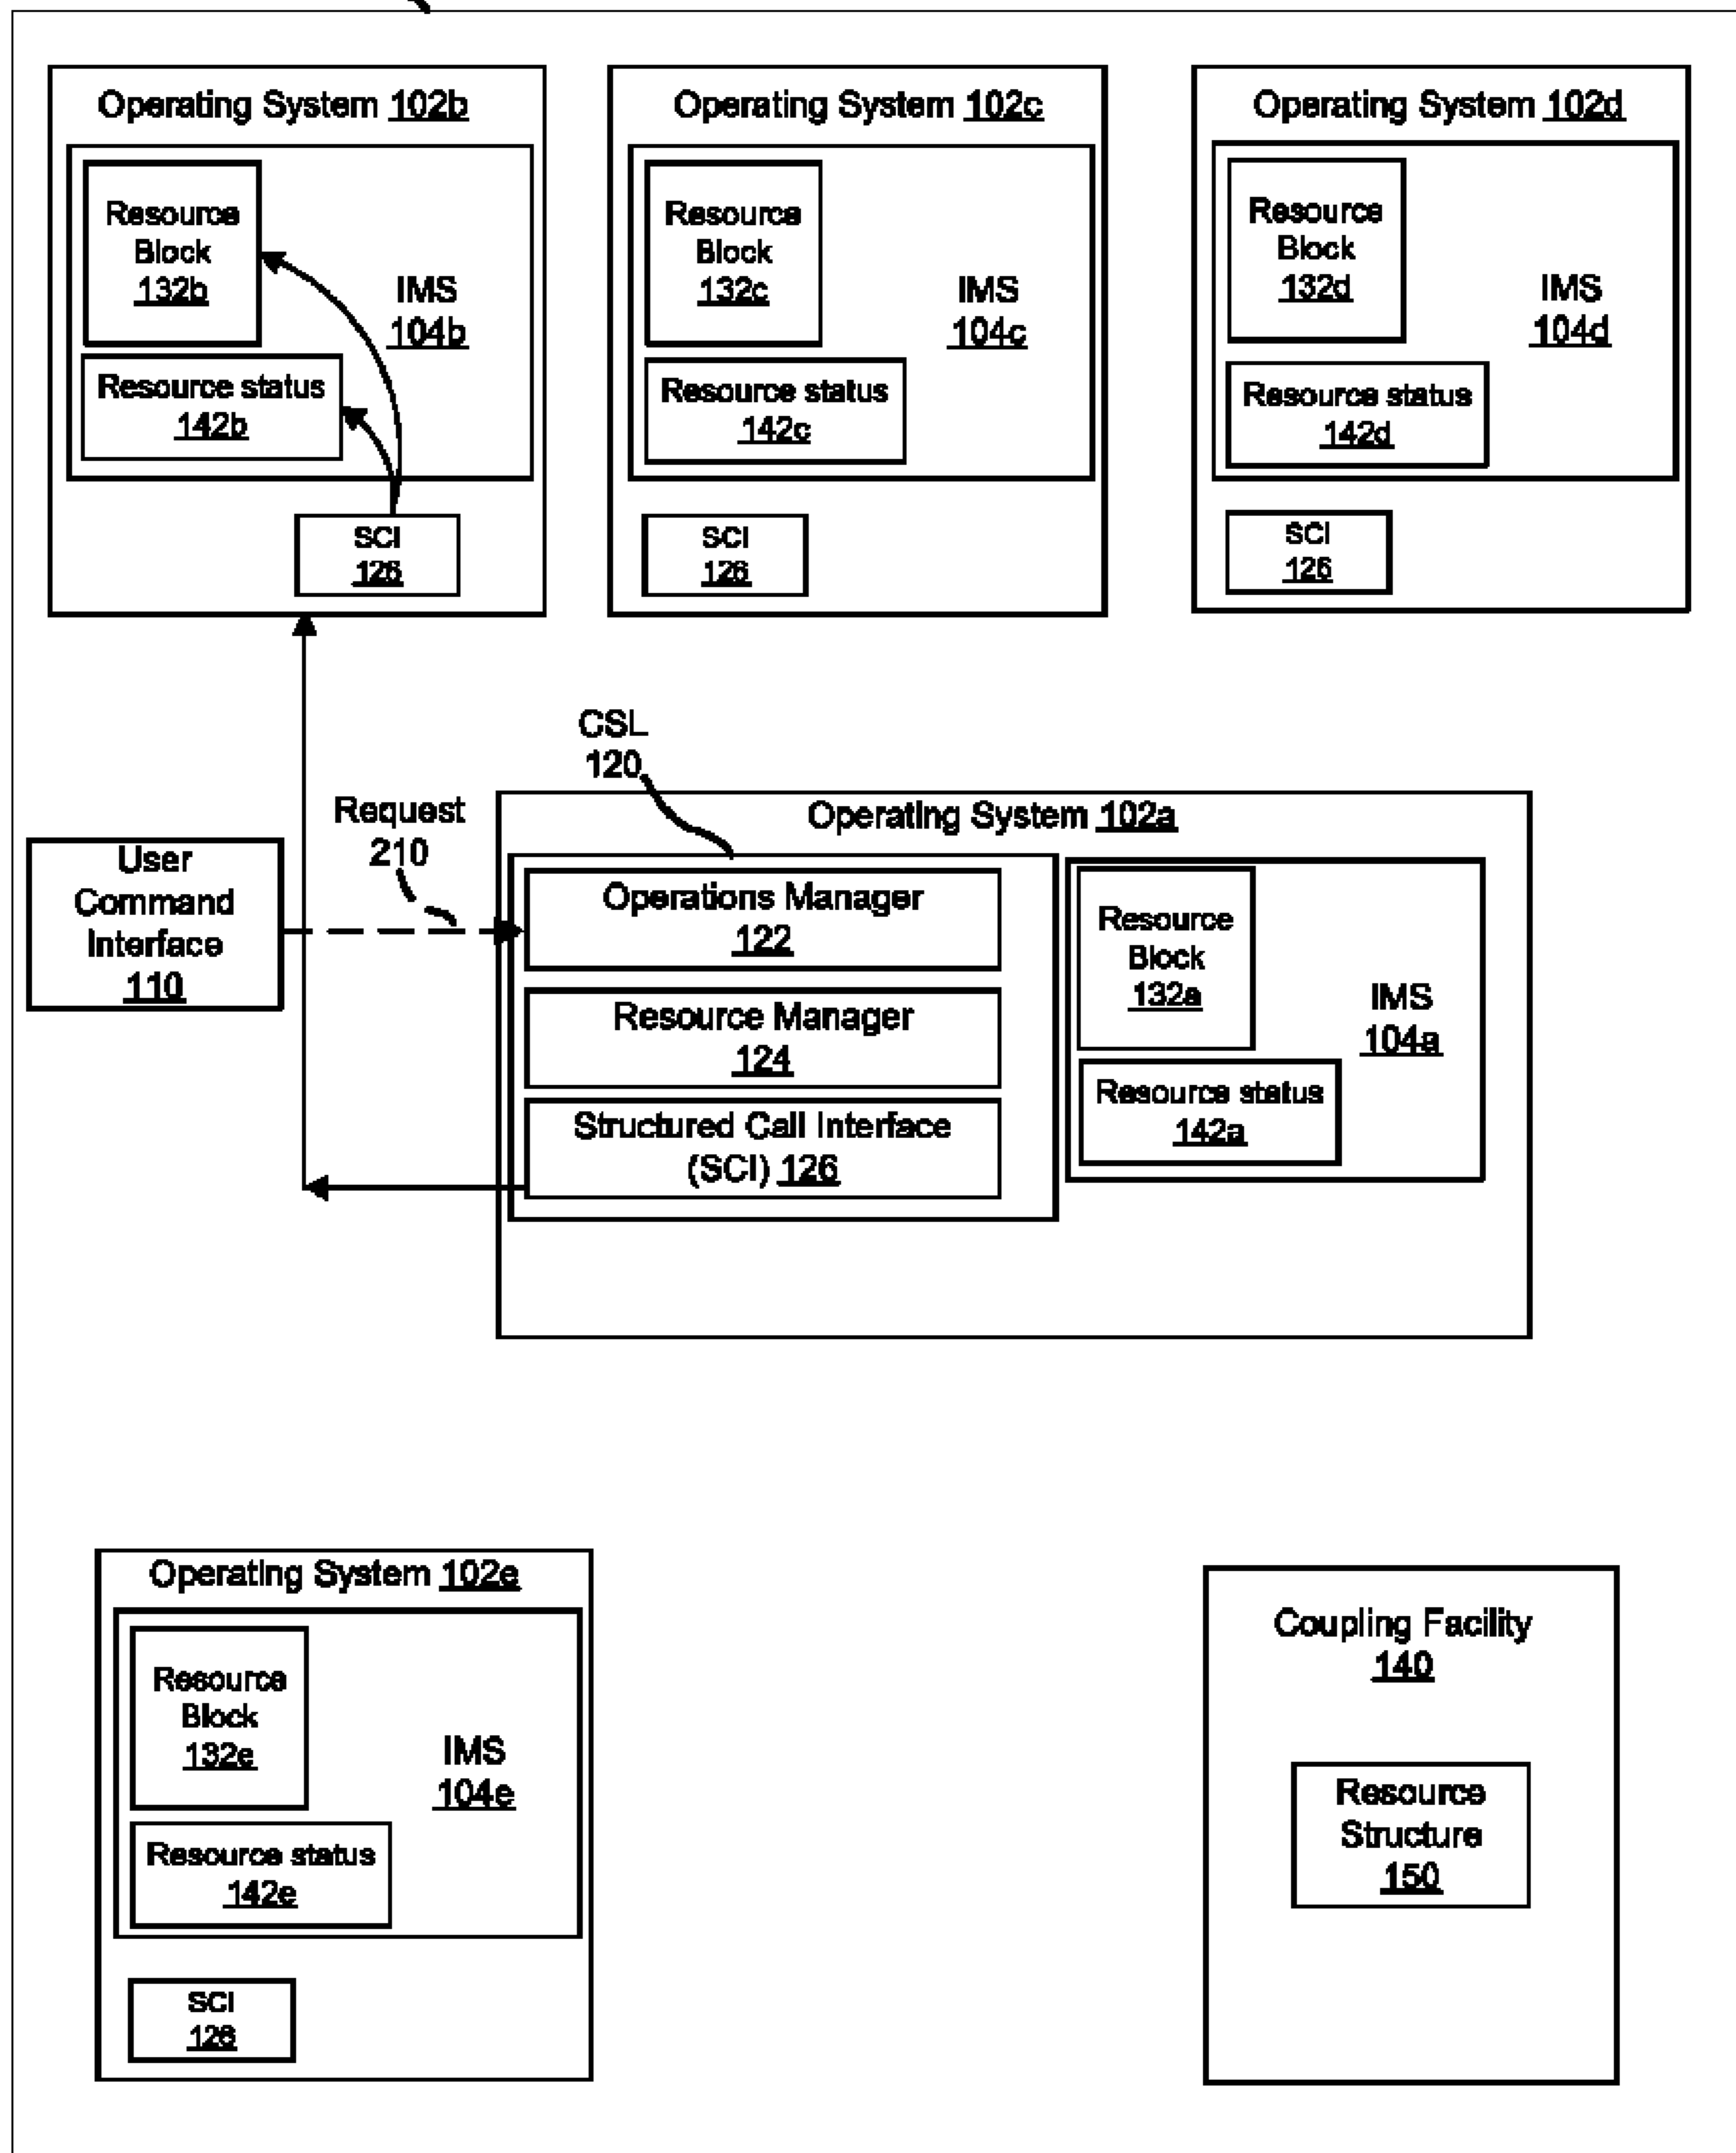 Operating System 102b
Resource
Block
132b
IMS
104b
Resource status
142b
SCI
126
Operating System 102c
Resource
Block
132c
IMS
104c
Resource status
142c
SCI
126
Operating System 102d
Resource
Block
132d
IMS
104d
Resource status
142d
SCI
126
CSL
120
Request
210
User
Command
Interface
110
Operating System 102a
Operations Manager
122
Resource Manager
124
Structured Call Interface
(SCI) 126
Resource
Block
132a
IMS
104a
Resource status
142a
Operating System 102e
Resource
Block
132e
IMS
104e
Resource status
142e
SCI
126
Coupling Facility
140
Resource
Structure
150